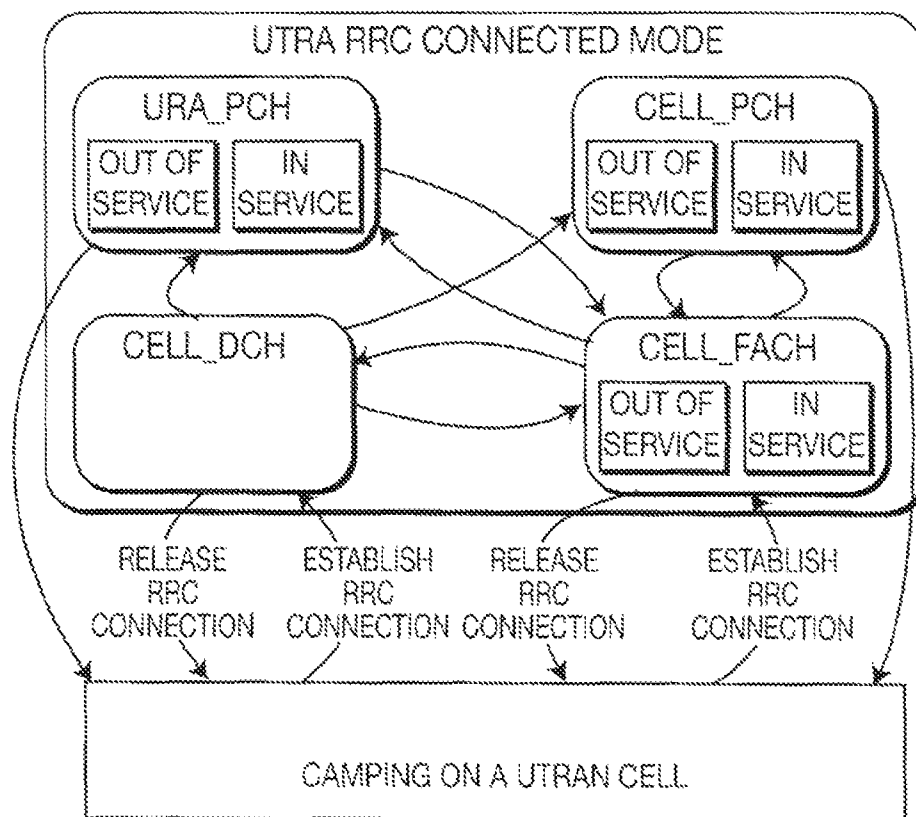 UTRA RRC CONNECTED MODE
URA_PCH
OUT OF
SERVICE
IN
SERVICE
CELL_PCH
OUT OF
SERVICE
IN
SERVICE
CELL_DCH
CELL_FACH
OUT OF
SERVICE
IN
SERVICE
RELEASE
RRC
CONNECTION
ESTABLISH
RRC
CONNECTION
RELEASE
RRC
CONNECTION
ESTABLISH
RRC
CONNECTION
CAMPING ON A UTRAN CELL